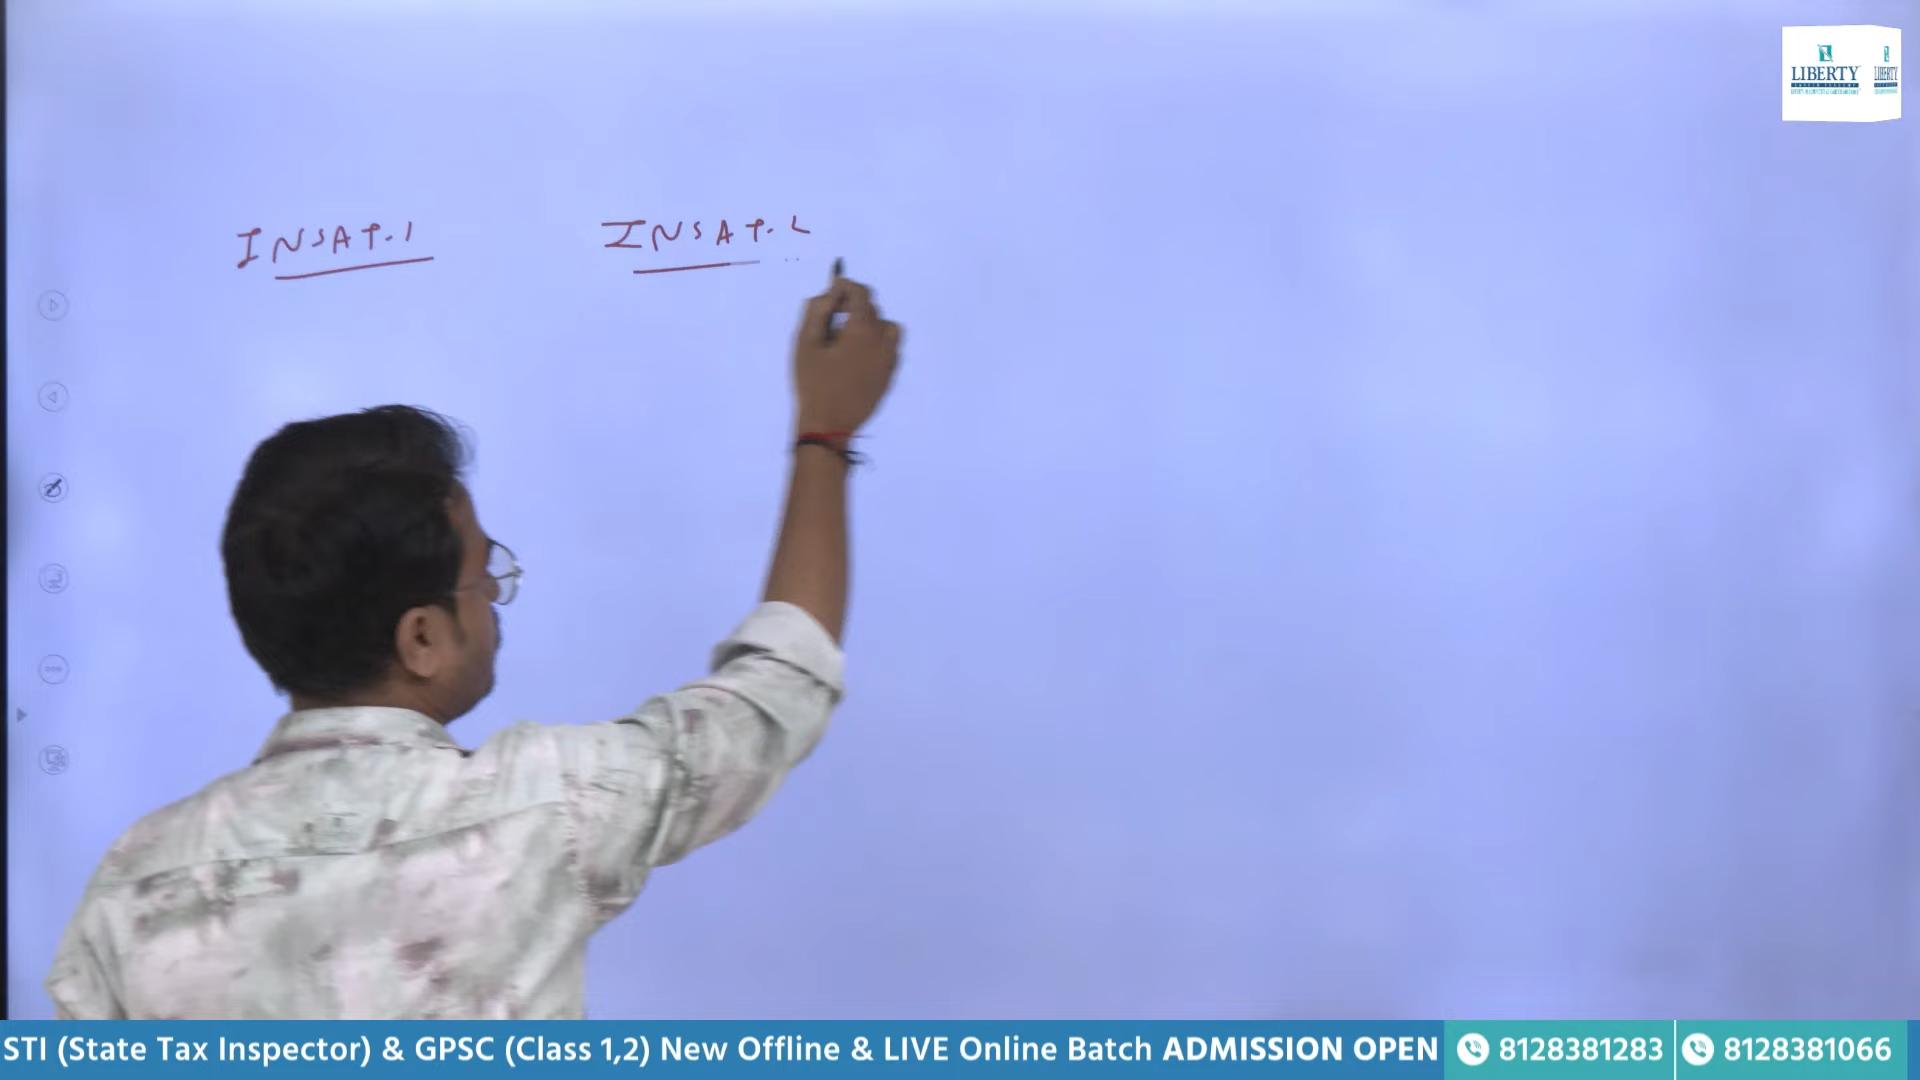 LIBERTY
LIBERTY
INSAT.1 INSAT.2
STI (State Tax Inspector) & GPSC (Class 1,2) New Offline & LIVE Online Batch ADMISSION OPEN 8128381283 8128381066